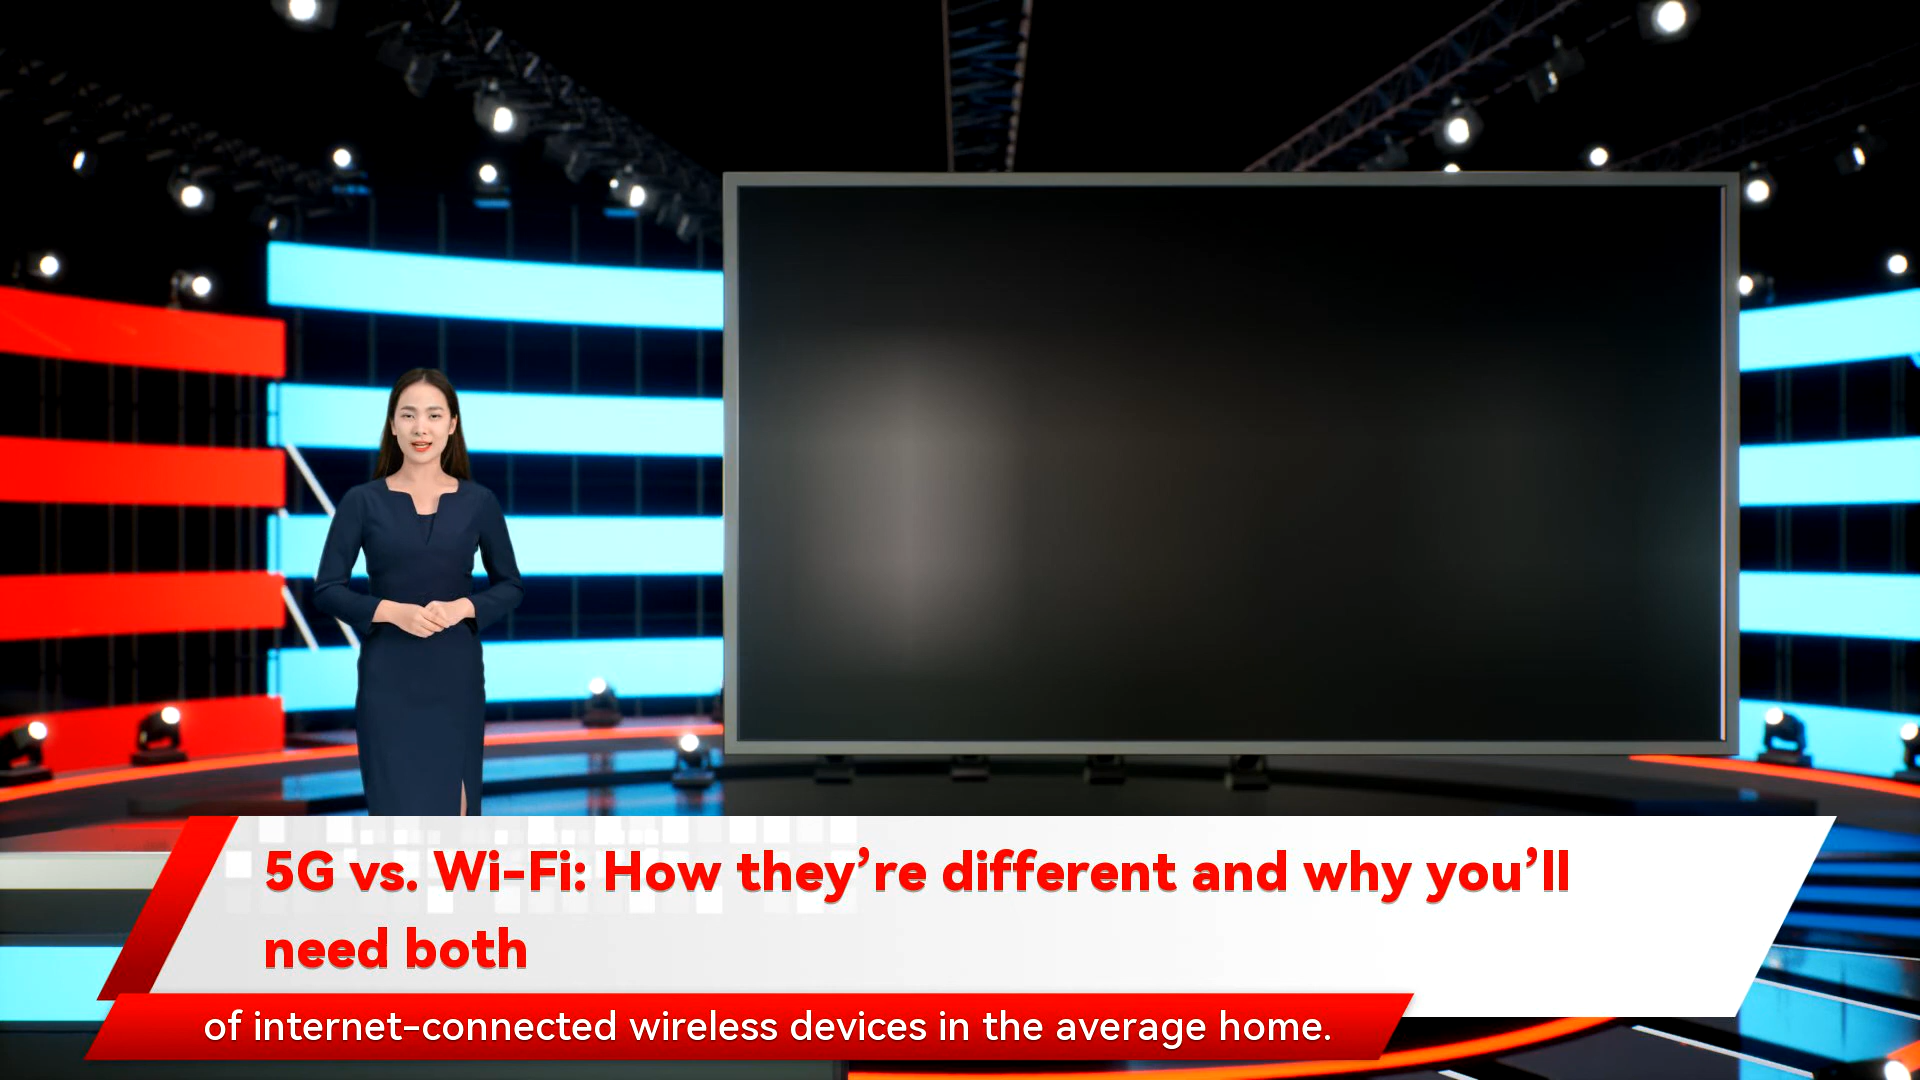 5G vs. Wi-Fi: How they’re different and why you’ll
need both
of internet-connected wireless devices in the average home.